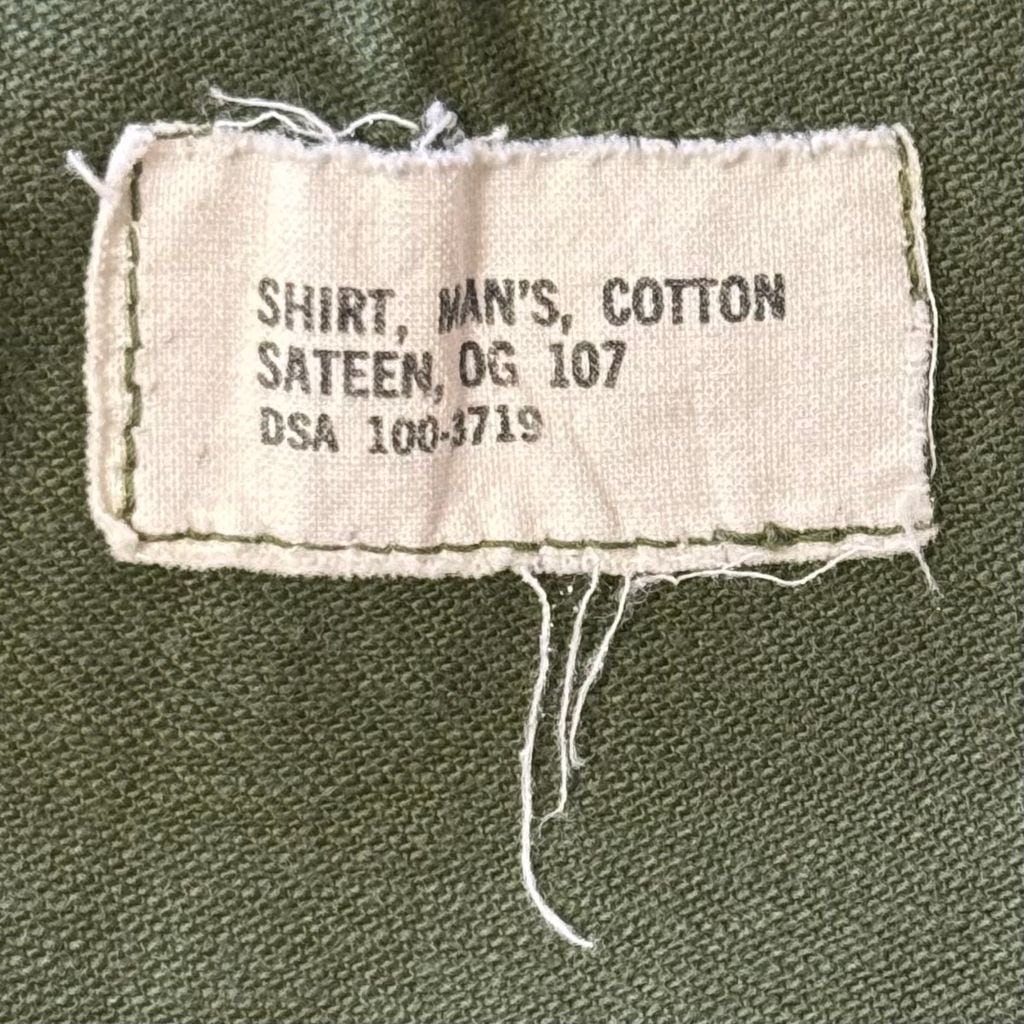 SHIRT, MAN'S, COTTON
SATEEN, OG 107
DSA 100-3719